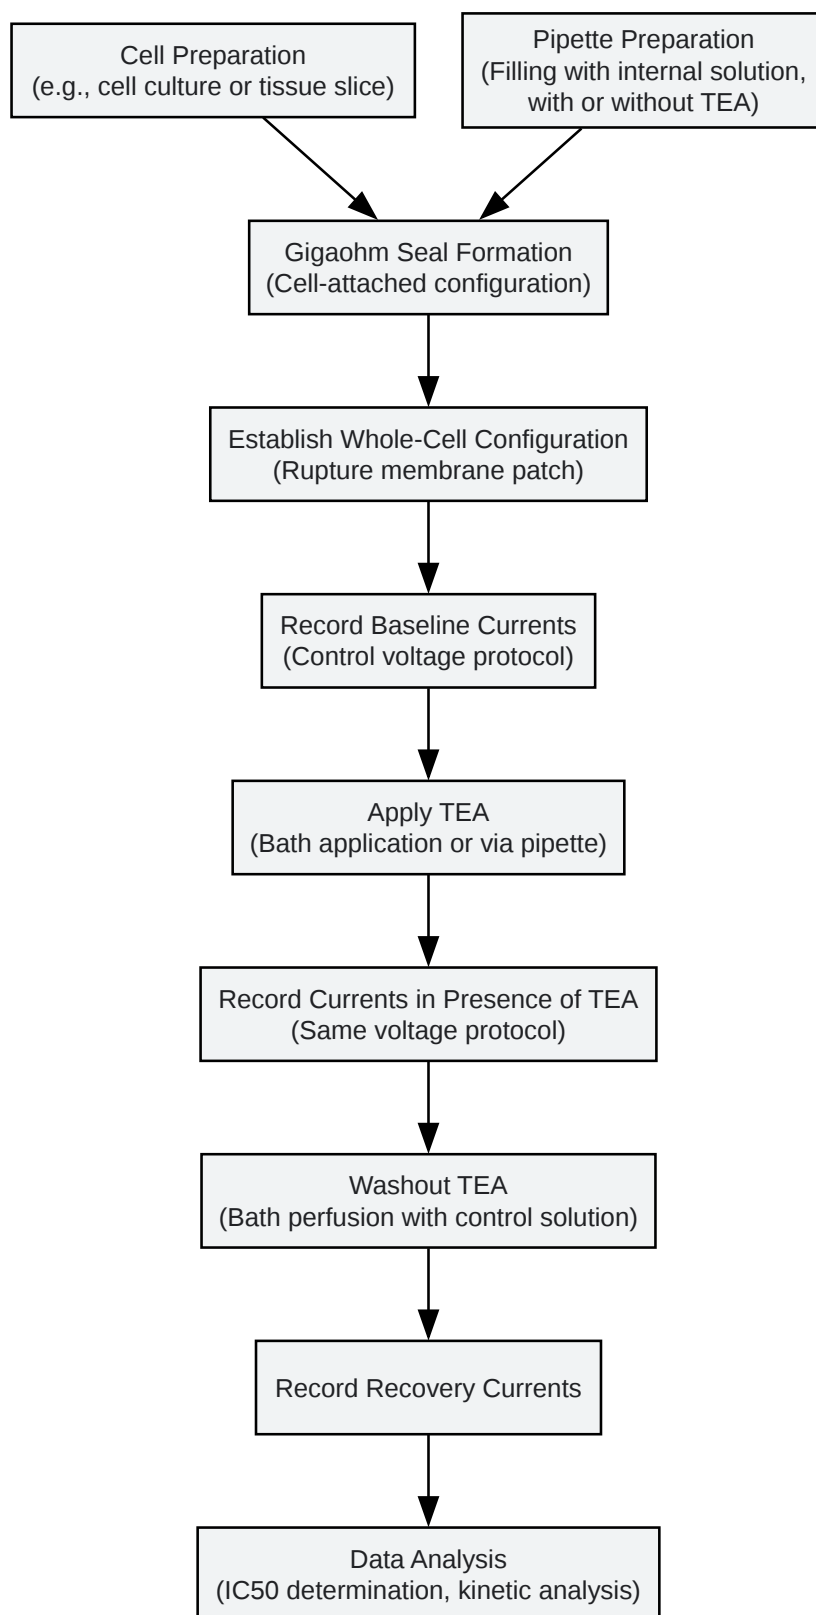 Cell Preparation
(e.g., cell culture or tissue slice)
Pipette Preparation
(Filling with internal solution,
with or without TEA)
Gigaohm Seal Formation
(Cell-attached configuration)
Establish Whole-Cell Configuration
(Rupture membrane patch)
Record Baseline Currents
(Control voltage protocol)
Apply TEA
(Bath application or via pipette)
Record Currents in Presence of TEA
(Same voltage protocol)
Washout TEA
(Bath perfusion with control solution)
Record Recovery Currents
Data Analysis
(IC50 determination, kinetic analysis)